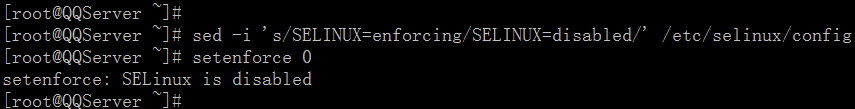 [root@QQServer ~]#
[root@QQServer ~]# sed -i 's/SELINUX=enforcing/SELINUX=disabled/' /etc/selinux/config
[root@QQServer ~]# setenforce 0
setenforce: SELinux is disabled
[root@QQServer ~]#